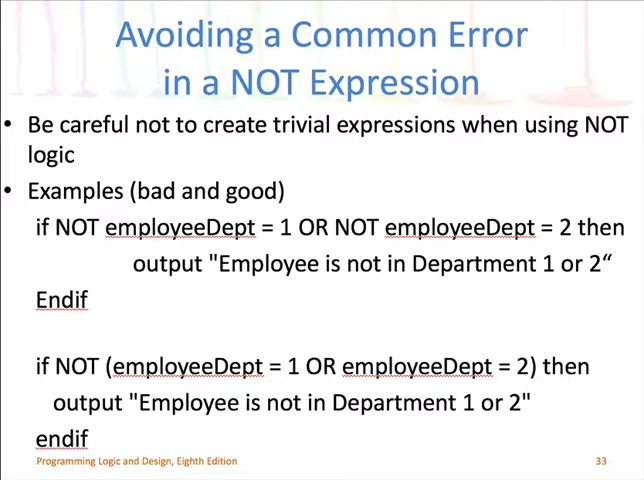 Avoiding a Common Error
in a NOT Expression
• Be careful not to create trivial expressions when using NOT
logic
• Examples (bad and good)
if NOT employeeDept = 1 OR NOT employeeDept = 2 then
output "Employee is not in Department 1 or 2“
Endif
if NOT (employeeDept = 1 OR employeeDept = 2) then
output "Employee is not in Department 1 or 2"
endif
Programming Logic and Design, Eighth Edition
33